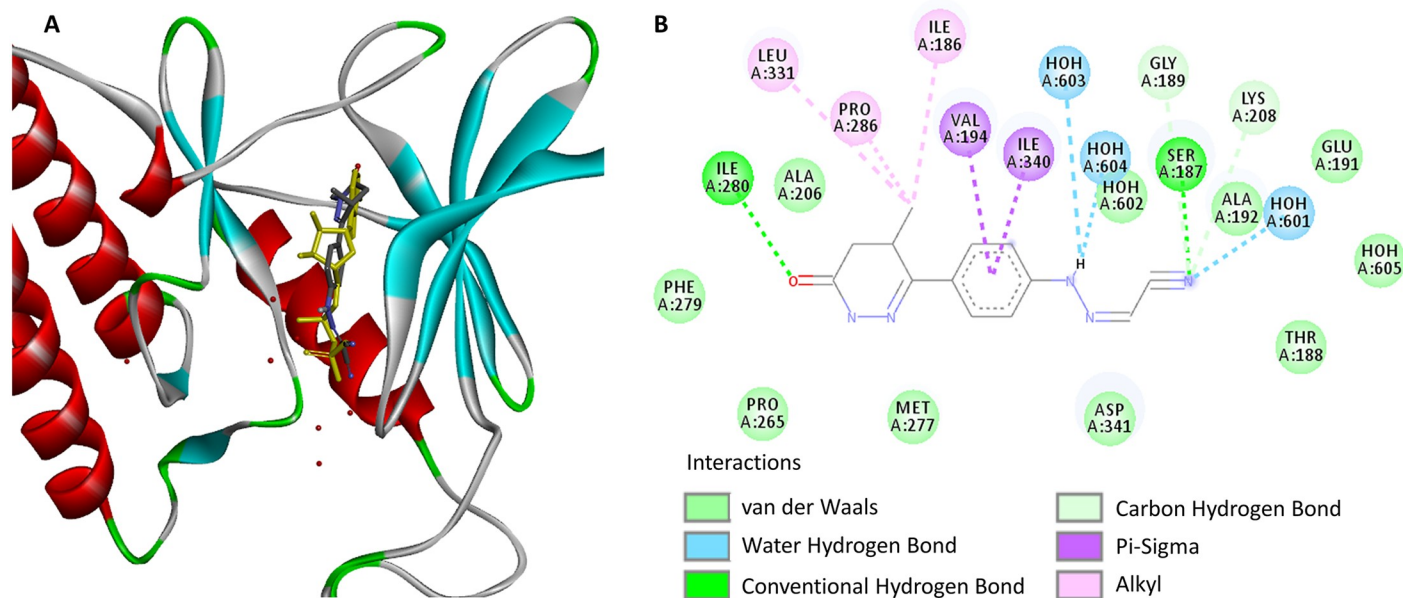 A
B
LEU
A:331
ILE
A:186
PRO
A:286
VAL
A:194
ILE
A:340
HOH
A:603
HOH
A:604
HOH
A:602
GLY
A:189
LYS
A:208
SER
A:187
GLU
A:191
ALA
A:192
HOH
A:601
HOH
A:605
ILE
A:280
ALA
A:206
PHE
A:279
O
N
N
H
N
N
N
THR
A:188
PRO
A:265
MET
A:277
ASP
A:341
Interactions
van der Waals
Water Hydrogen Bond
Conventional Hydrogen Bond
Carbon Hydrogen Bond
Pi-Sigma
Alkyl